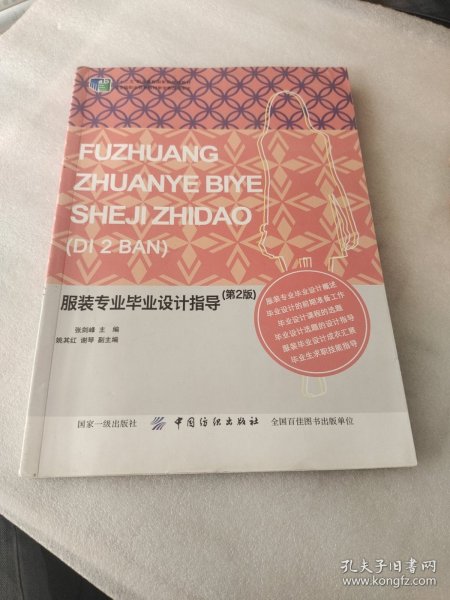 FUZHUANG
ZHUANYE BIYE
SHEJI ZHIDAO
(DI 2 BAN)
服装专业毕业设计指导(第2版)
张剑峰 主 编
姚其红 谢琴 副主编
服装专业毕业设计概述
毕业设计的前期准备工作
毕业设计课程的选题
毕业设计选题的设计指导
服装毕业设计成衣汇展
毕业生求职技能指导
国家一级出版社
中国纺织出版社
全国百佳图书出版单位
孔夫子旧书网
www.kongfz.com